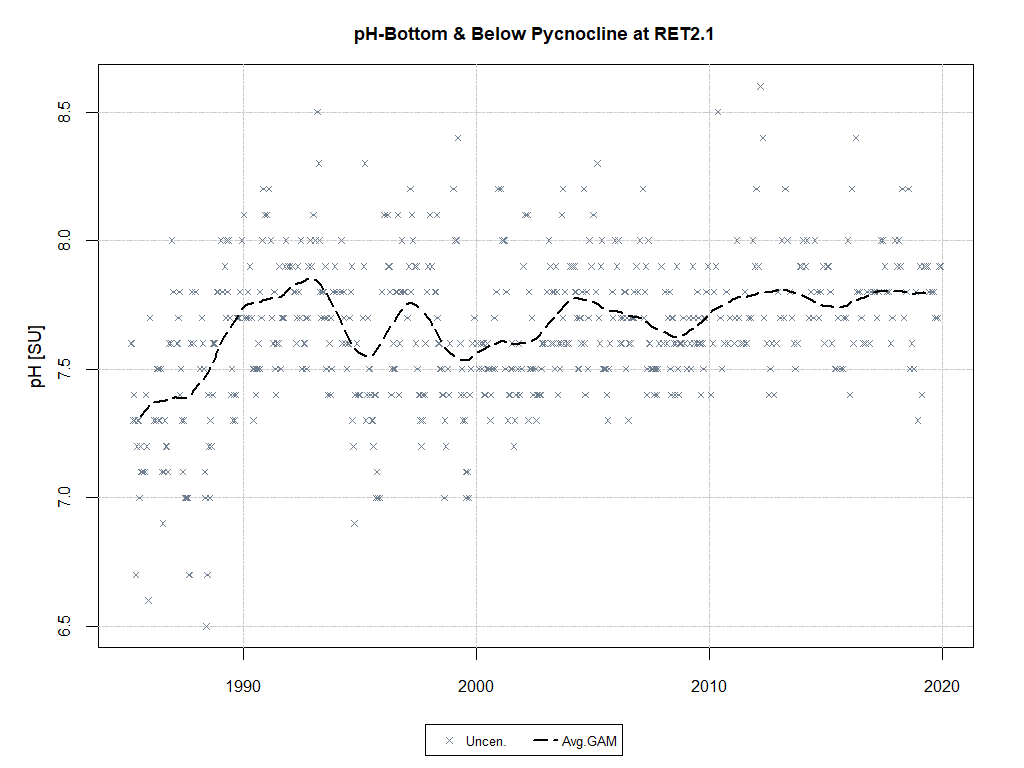 pH-Bottom & Below Pycnocline at RET2.1
pH [SU]
8.5
8.0
7.5
7.0
6.5
1990 2000 2010 2020
Uncen. Avg.GAM